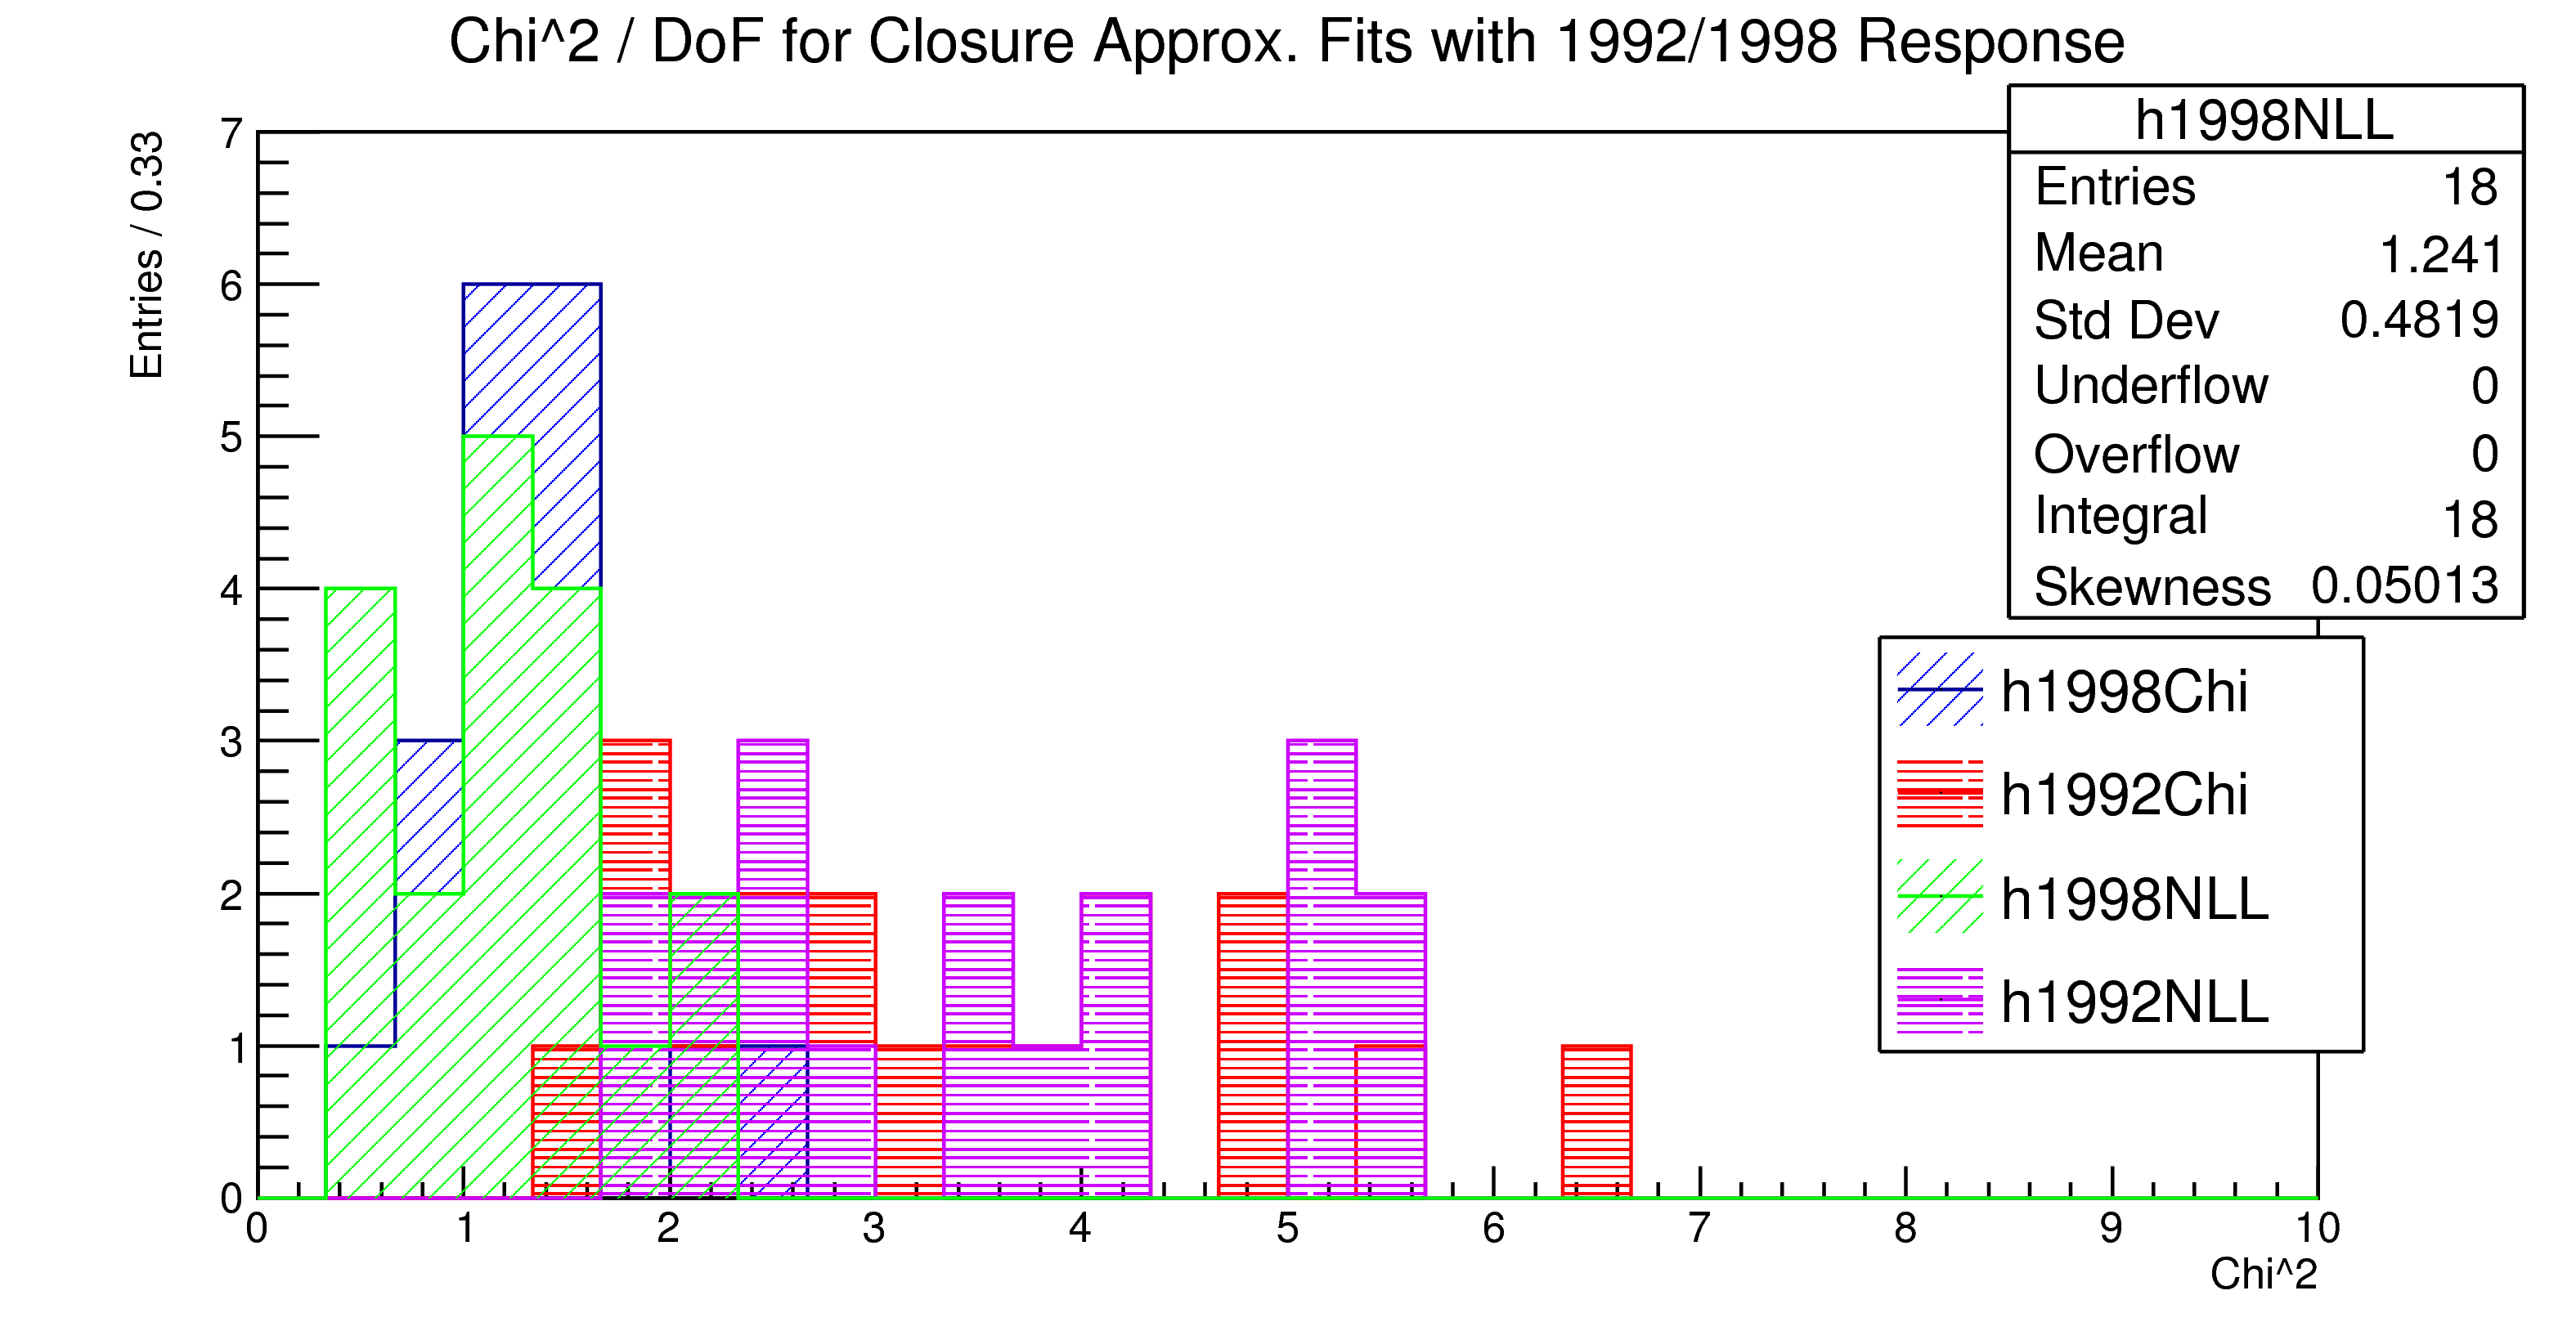 Chi^2 / DoF for Closure Approx. Fits with 1992/1998 Response
h1998NLL
Entries 18
Mean 1.241
Std Dev 0.4819
Underflow 0
Overflow 0
Integral 18
Skewness 0.05013
Entries / 0.33
7
6
5
4
3
2
1
0
h1998Chi
h1992Chi
h1998NLL
h1992NLL
0 1 2 3 4 5 6 7 8 9 10
Chi^2